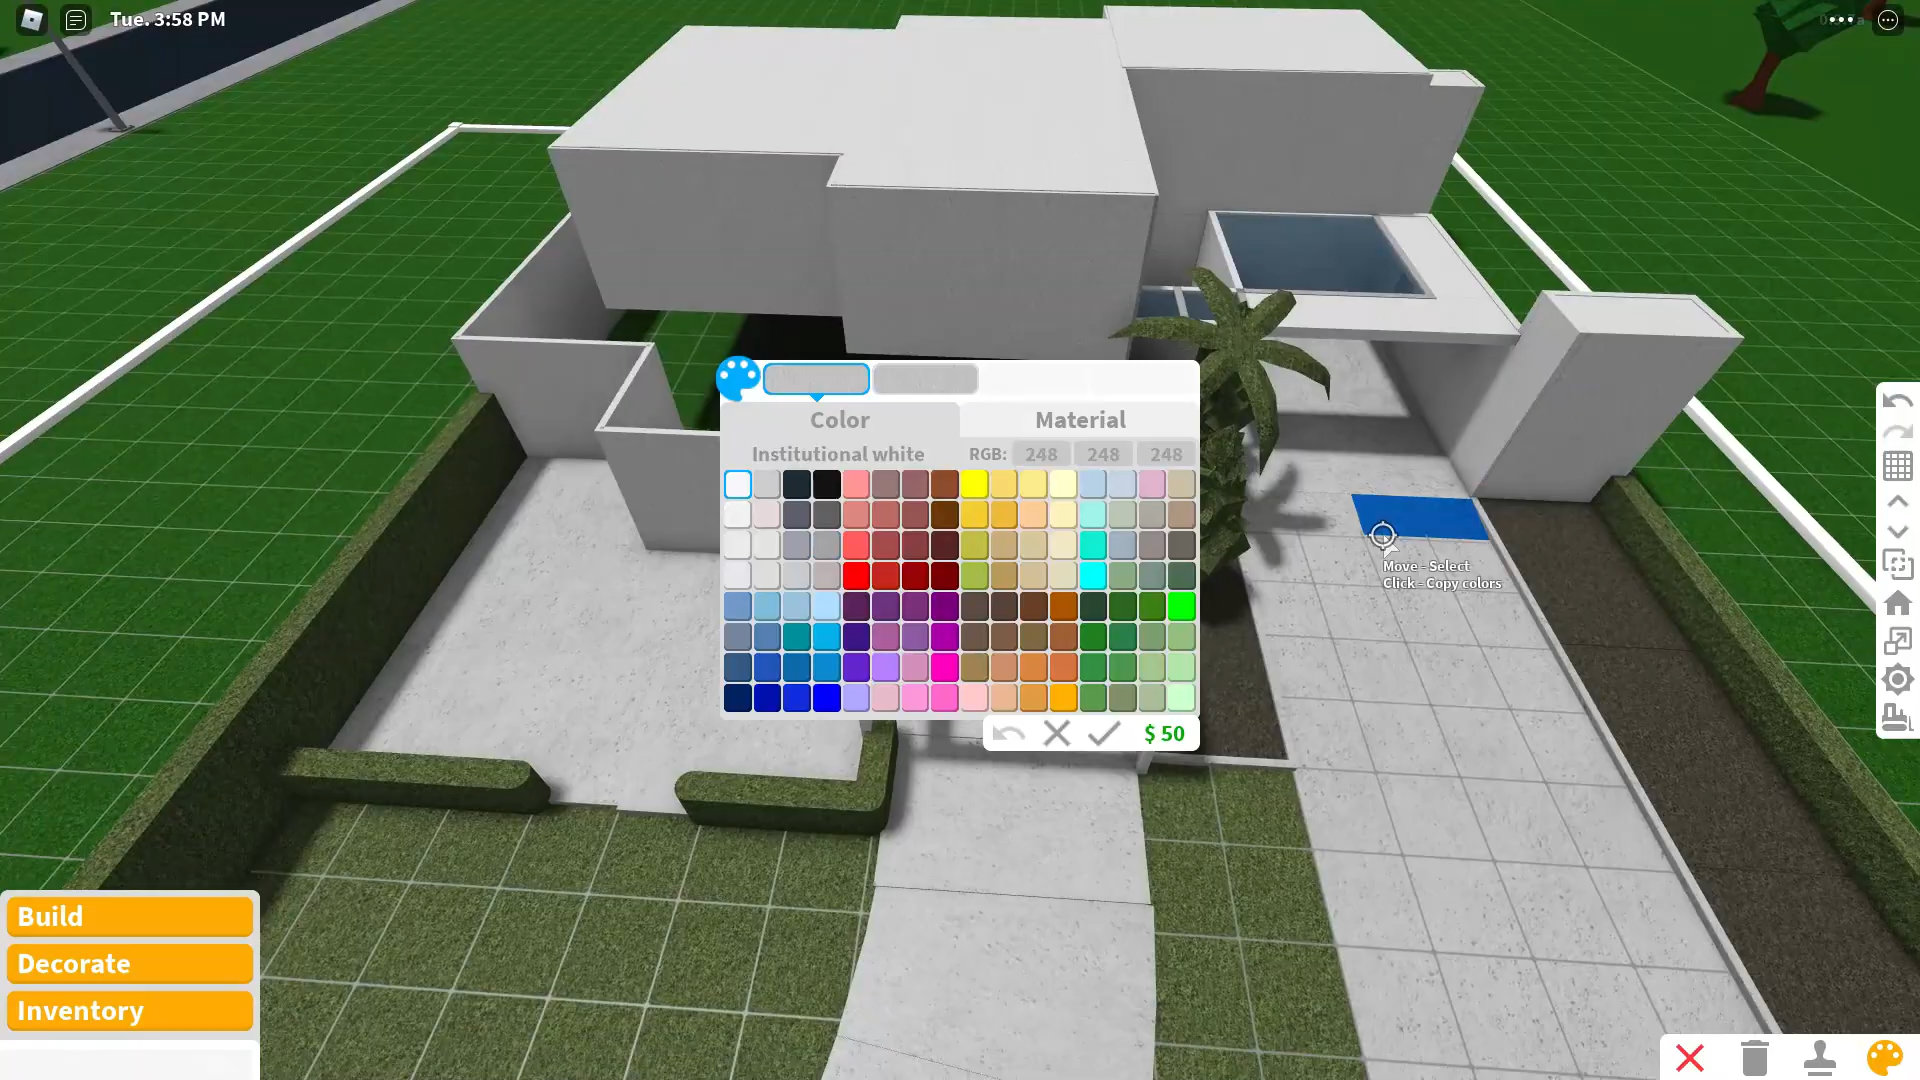 Tue. 3:58 PM
Color
Material
Institutional white
RGB: 248 248 248
Move - Select
Click - Copy colors
$ 50
Build
Decorate
Inventory